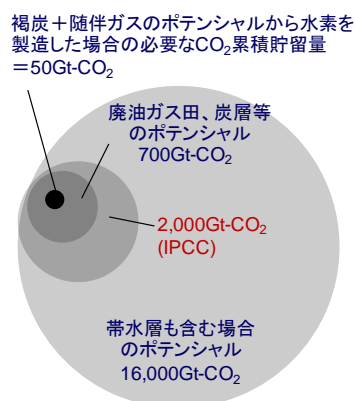 褐炭＋随伴ガスのポテンシャルから水素を
製造した場合の必要なCO₂累積貯留量
＝50Gt-CO₂
廃油ガス田、炭層等
のポテンシャル
700Gt-CO₂
2,000Gt-CO₂
(IPCC)
帯水層も含む場合
のポテンシャル
16,000Gt-CO₂